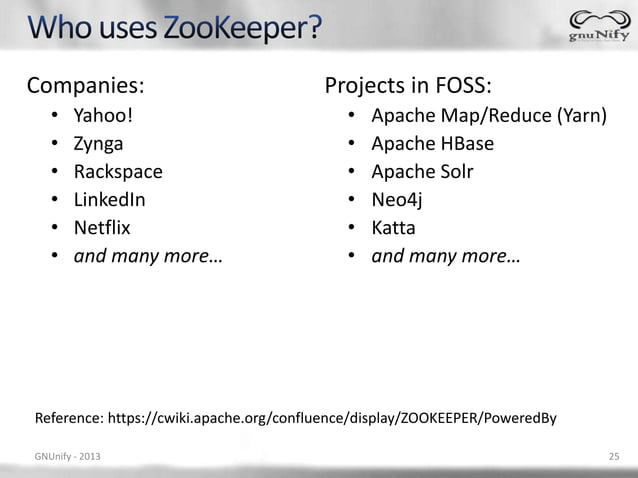 Who uses ZooKeeper?
gnuNify
Companies:
• Yahoo!
• Zynga
• Rackspace
• LinkedIn
• Netflix
• and many more…
Projects in FOSS:
• Apache Map/Reduce (Yarn)
• Apache HBase
• Apache Solr
• Neo4j
• Katta
• and many more…
Reference: https://cwiki.apache.org/confluence/display/ZOOKEEPER/PoweredBy
GNUnify - 2013
25